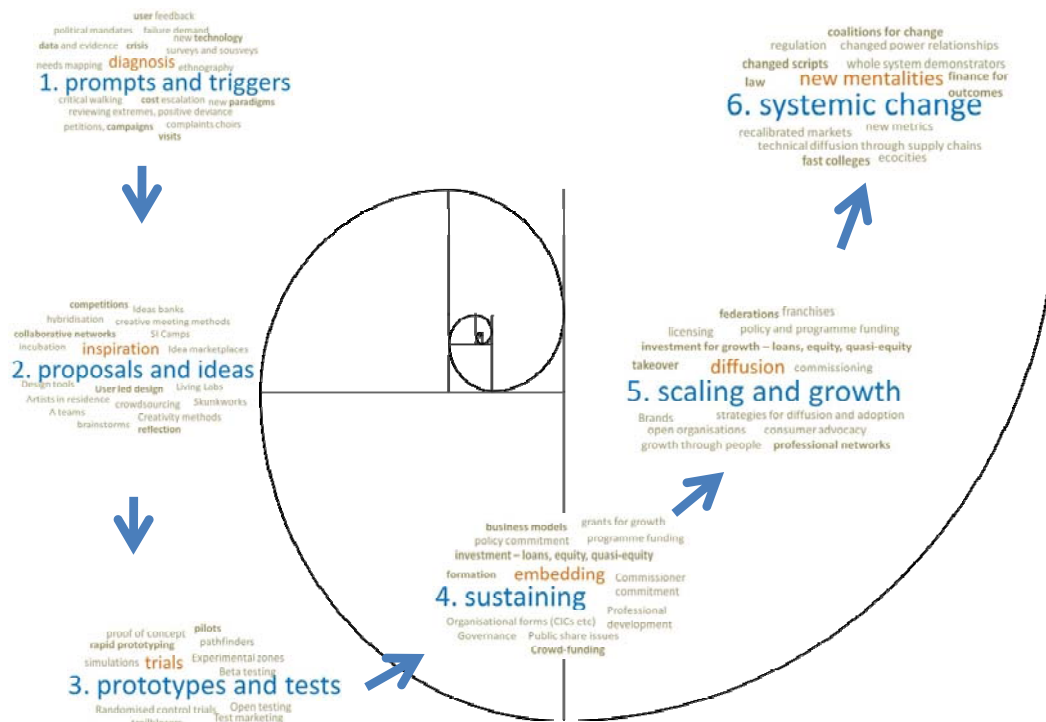 user feedback
political mandates failure demand
new technology
data and evidence crisis
surveys and sousveys
needs mapping diagnosis ethnography
1. prompts and triggers
critical walking cost escalation new paradigms
reviewing extremes, positive deviance
petitions, campaigns complaints choirs
visits
competitions Ideas banks
hybridisation creative meeting methods
collaborative networks SI Camps
incubation inspiration Idea marketplaces
2. proposals and ideas
Design tools User led design Living Labs
Artists in residence crowdsourcing Skunkworks
A teams Creativity methods
brainstorms reflection
proof of concept pilots
rapid prototyping pathfinders
simulations trials Experimental zones
Beta testing
3. prototypes and tests
Randomised control trials Open testing
Test marketing
business models grants for growth
policy commitment programme funding
investment – loans, equity, quasi-equity
formation embedding Commissioner
commitment
4. sustaining
Professional
development
Organisational forms (CICs etc)
Governance Public share issues
Crowd-funding
federations franchises
licensing policy and programme funding
investment for growth – loans, equity, quasi-equity
takeover diffusion commissioning
5. scaling and growth
Brands strategies for diffusion and adoption
open organisations consumer advocacy
growth through people professional networks
coalitions for change
regulation changed power relationships
changed scripts whole system demonstrators
law new mentalities finance for
outcomes
6. systemic change
recalibrated markets new metrics
technical diffusion through supply chains
fast colleges ecocities